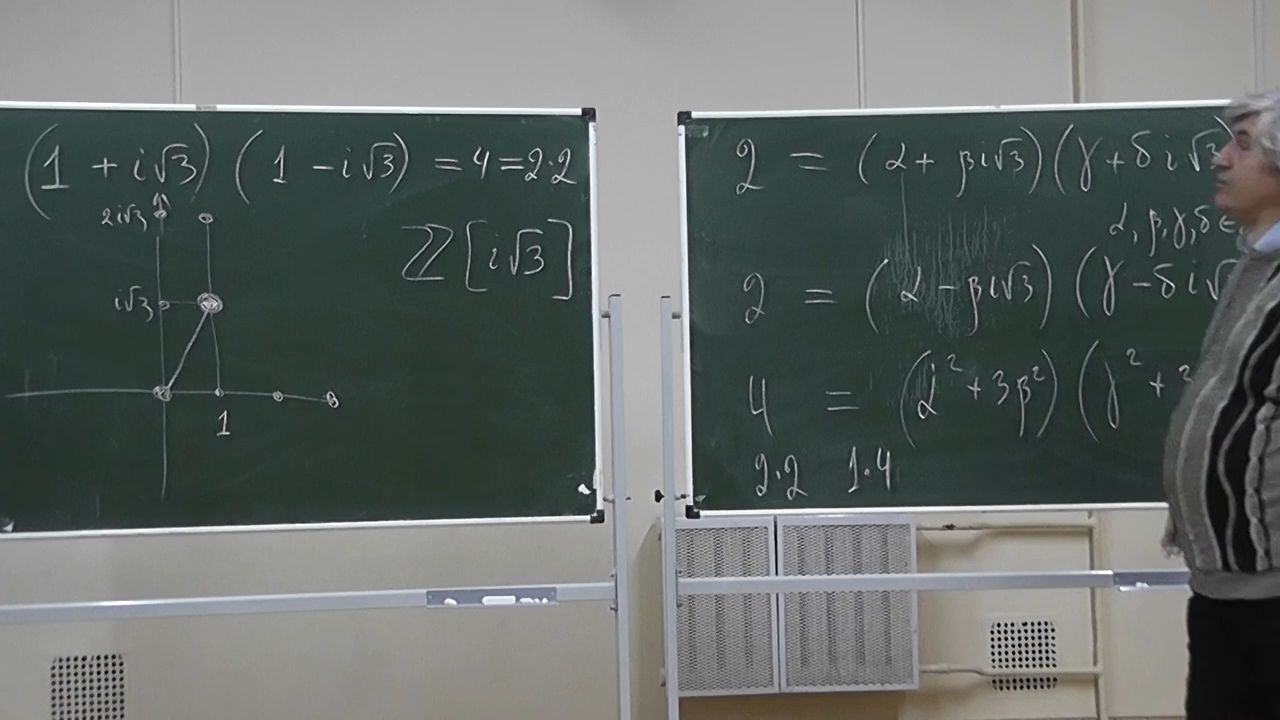 (1 + i√3) (1 - i√3) = 4 = 2·2
2i√3
ℤ[i√3]
i√3
1
2 = (α + βi√3)(γ + δi√3
α, β, γ, δ ∈
2 = (α - βi√3)(γ - δi√
4 = (α² + 3β²)(γ² + 3
2·2 1·4